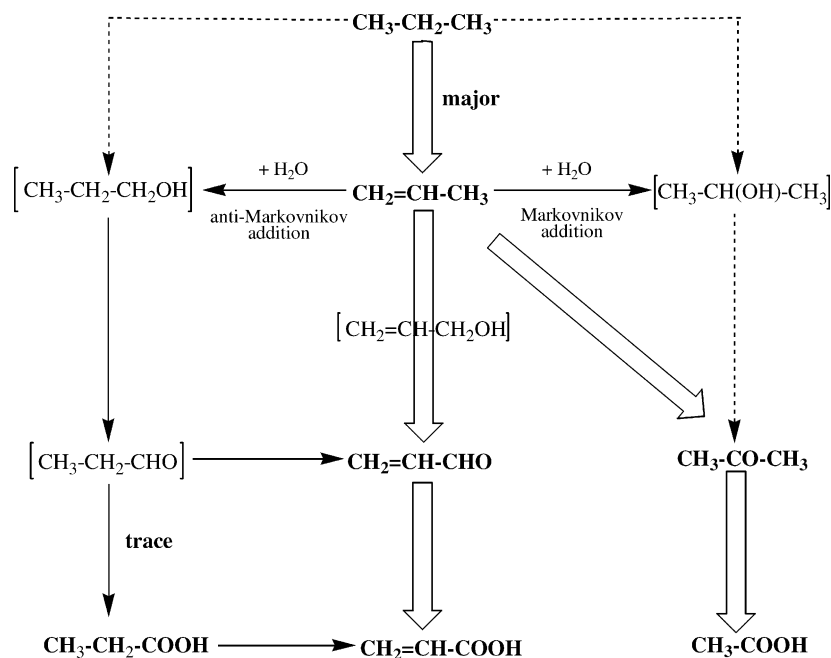 CH₃-CH₂-CH₃
major
[CH₃-CH₂-CH₂OH]
+ H₂O
anti-Markovnikov
addition
CH₂=CH-CH₃
+ H₂O
Markovnikov
addition
[CH₃-CH(OH)-CH₃]
[CH₂=CH-CH₂OH]
[CH₃-CH₂-CHO]
CH₂=CH-CHO
CH₃-CO-CH₃
trace
CH₃-CH₂-COOH
CH₂=CH-COOH
CH₃-COOH